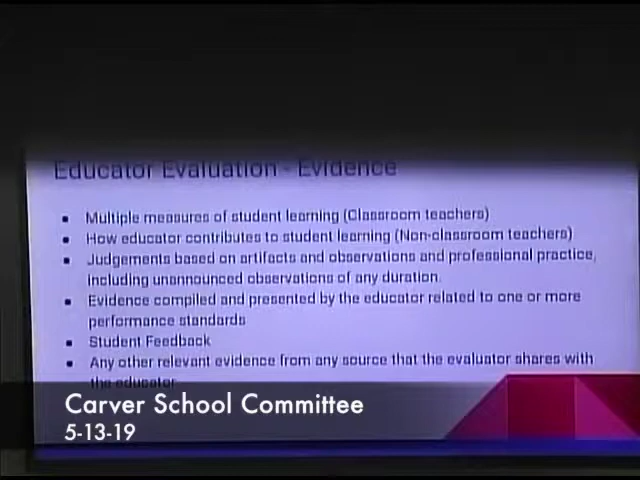 Educator Evaluation - Evidence
Multiple measures of student learning (Classroom teachers)
How educator contributes to student learning (Non-classroom teachers)
Judgements based on artifacts and observations and professional practice,
including unannounced observations of any duration.
Evidence compiled and presented by the educator related to one or more
performance standards
Student Feedback
Any other relevant evidence from any source that the evaluator shares with
the educator
Carver School Committee
5-13-19